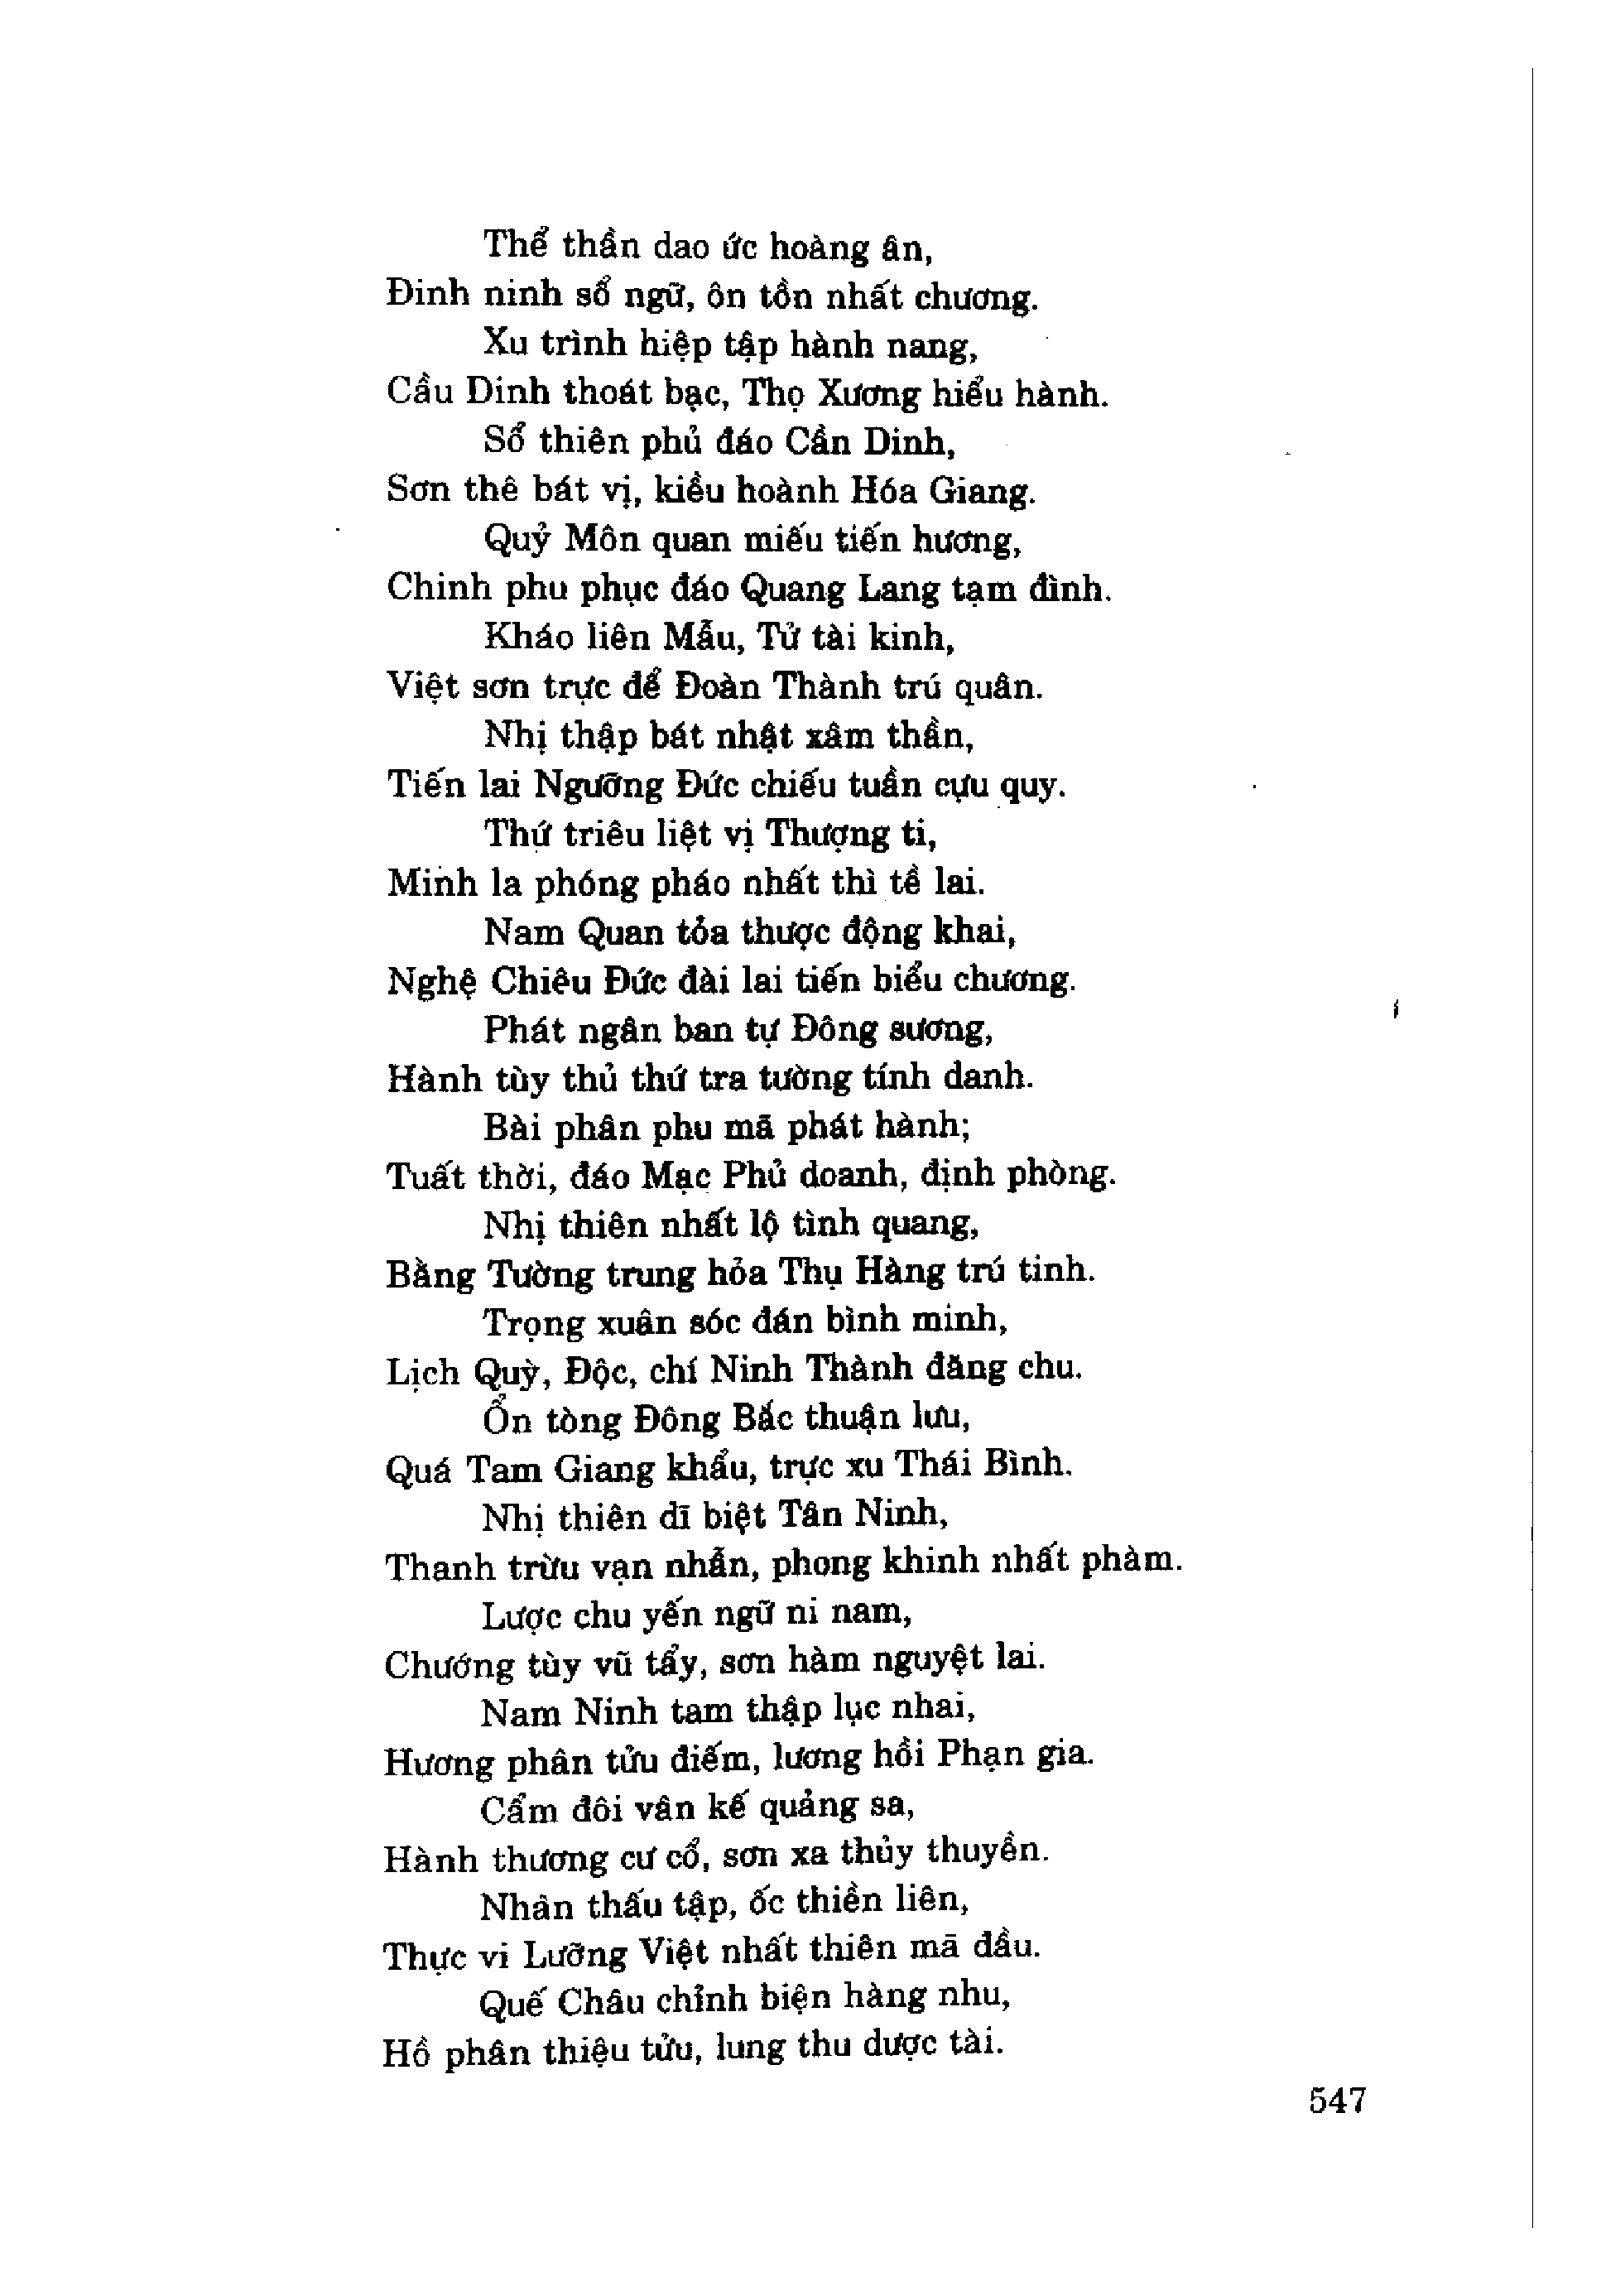 Thể thần dao ức hoàng ân,
Đinh ninh sổ ngữ, ôn tồn nhất chương.
Xu trình hiệp tập hành nang,
Cầu Dinh thoát bạc, Thọ Xương hiểu hành.
Sổ thiên phủ đáo Cần Dinh,
Sơn thê bát vị, kiều hoành Hóa Giang.
Quỷ Môn quan miếu tiến hương,
Chinh phu phục đáo Quang Lang tạm đình.
Kháo liên Mẫu, Tử tài kinh,
Việt sơn trực để Đoàn Thành trú quân.
Nhị thập bát nhật xâm thần,
Tiến lai Ngưỡng Đức chiếu tuần cựu quy.
Thứ triêu liệt vị Thượng ti,
Minh la phóng pháo nhất thì tề lai.
Nam Quan tỏa thược động khai,
Nghệ Chiêu Đức đài lai tiến biểu chương.
Phát ngân ban tự Đông sương,
Hành tùy thủ thứ tra tường tính danh.
Bài phân phu mã phát hành;
Tuất thời, đáo Mạc Phủ doanh, định phòng.
Nhị thiên nhất lộ tình quang,
Bằng Tường trung hỏa Thụ Hàng trú tinh.
Trọng xuân sóc đán bình minh,
Lịch Quỳ, Độc, chí Ninh Thành đăng chu.
Ổn tòng Đông Bắc thuận lưu,
Quá Tam Giang khẩu, trực xu Thái Bình.
Nhị thiên dĩ biệt Tân Ninh,
Thanh trừu vạn nhẫn, phong khinh nhất phàm.
Lược chu yến ngữ ni nam,
Chướng tùy vũ tẩy, sơn hàm nguyệt lai.
Nam Ninh tam thập lục nhai,
Hương phân tửu điếm, lương hồi Phạn gia.
Cẩm đôi vân kế quảng sa,
Hành thương cư cổ, sơn xa thủy thuyền.
Nhân thấu tập, ốc thiền liên,
Thực vi Lưỡng Việt nhất thiên mã đầu.
Quế Châu chỉnh biện hàng nhu,
Hồ phân thiệu tửu, lung thu dược tài.
547